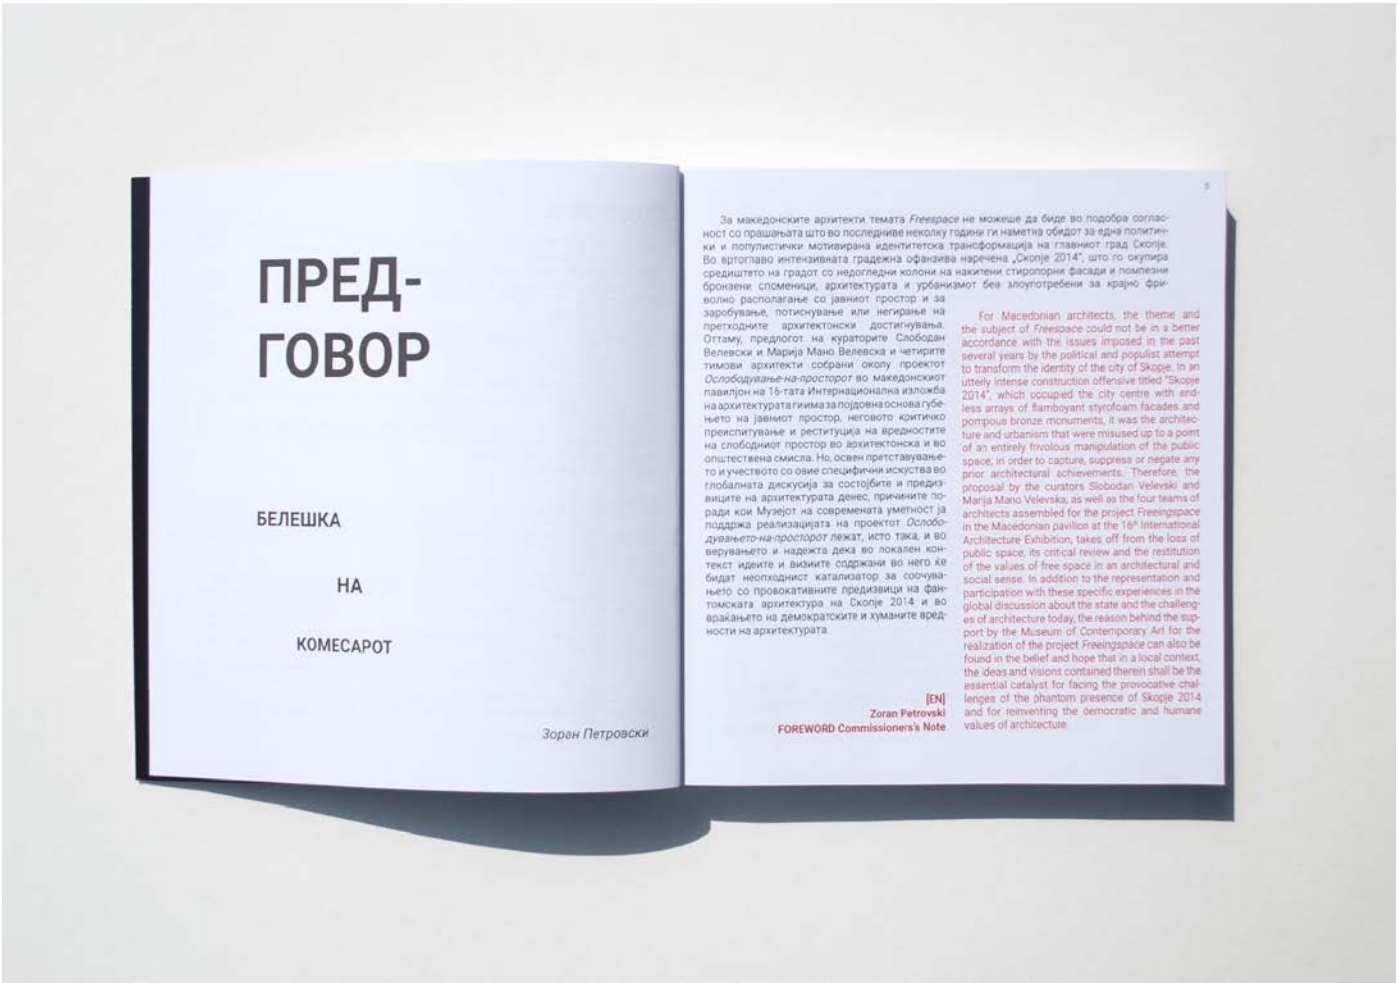 ПРЕД-
ГОВОР
БЕЛЕШКА
НА
КОМЕСАРОТ
Зоран Петровски
За македонските архитекти темата Freespace не можеше да биде во подобра соглас-
ност со прашањата што во последниве неколку години ги наметна обидот за една политич-
ки и популистички мотивирана идентитетска трансформација на главниот град Скопје.
Во вртоглаво интензивната градежна офанзива наречена „Скопје 2014“, што го окупира
средиштето на градот со недогледни колони на накитени стиропорни фасади и помпезни
бронзени споменици, архитектурата и урбанизмот беа злоупотребени за крајно фри-
волно располагање со јавниот простор и за
заробување, потиснување или негирање на
претходните архитектонски достигнувања.
Оттаму, предлогот на кураторите Слободан
Велевски и Марија Мано Велевска и четирите
тимови архитекти собрани околу проектот
Ослободување-на-просторот во македонскиот
павилјон на 16-тата Интернационална изложба
на архитектурата ги има за појдовна основа губе-
њето на јавниот простор, неговото критичко
преиспитување и реституција на вредностите
на слободниот простор во архитектонска и во
општествена смисла. Но, освен претставување-
то и учеството со овие специфични искуства во
глобалната дискусија за состојбите и предиз-
виците на архитектурата денес, причините по-
ради кои Музејот на современата уметност ја
поддржа реализацијата на проектот Ослобо-
дувањето-на-просторот лежат, исто така, и во
верувањето и надежта дека во локален кон-
текст идеите и визиите содржани во него ќе
бидат неопходниот катализатор за соочува-
њето со провокативните предизвици на фан-
томската архитектура на Скопје 2014 и во
враќањето на демократските и хуманите вред-
ности на архитектурата.
[EN]
Zoran Petrovski
FOREWORD Commissioners's Note
For Macedonian architects, the theme and
the subject of Freespace could not be in a better
accordance with the issues imposed in the past
several years by the political and populist attempt
to transform the identity of the city of Skopje. In an
utterly intense construction offensive titled “Skopje
2014”, which occupied the city centre with end-
less arrays of flamboyant styrofoam facades and
pompous bronze monuments, it was the architec-
ture and urbanism that were misused up to a point
of an entirely frivolous manipulation of the public
space, in order to capture, suppress or negate any
prior architectural achievements. Therefore, the
proposal by the curators Slobodan Velevski and
Marija Mano Velevska, as well as the four teams of
architects assembled for the project Freeingspace
in the Macedonian pavilion at the 16th International
Architecture Exhibition, takes off from the loss of
public space, its critical review and the restitution
of the values of free space in an architectural and
social sense. In addition to the representation and
participation with these specific experiences in the
global discussion about the state and the challeng-
es of architecture today, the reason behind the sup-
port by the Museum of Contemporary Art for the
realization of the project Freeingspace can also be
found in the belief and hope that in a local context,
the ideas and visions contained therein shall be the
essential catalyst for facing the provocative chal-
lenges of the phantom presence of Skopje 2014
and for reinventing the democratic and humane
values of architecture.